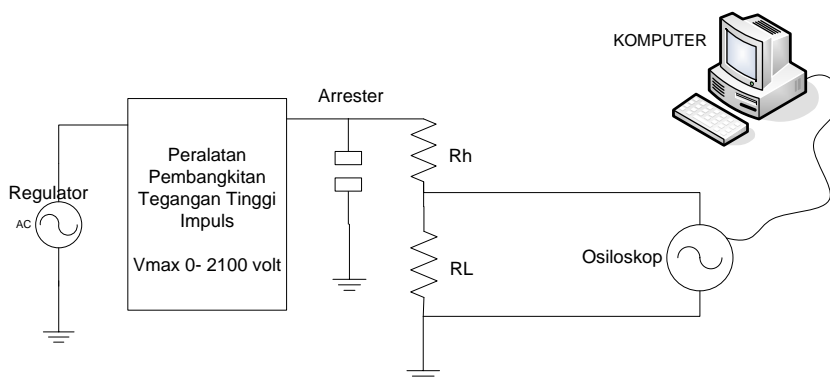 KOMPUTER
Arrester
Peralatan
Pembangkitan
Tegangan Tinggi
Impuls
Vmax 0- 2100 volt
Rh
Regulator
AC
RL
Osiloskop